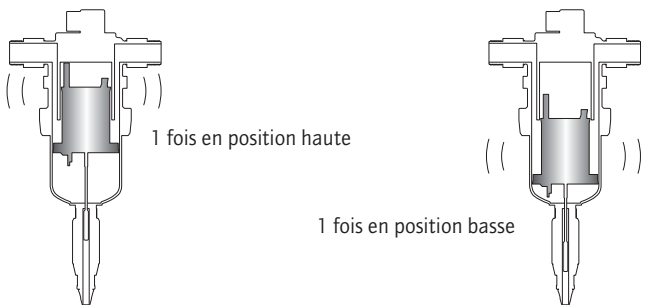 1 fois en position haute
1 fois en position basse